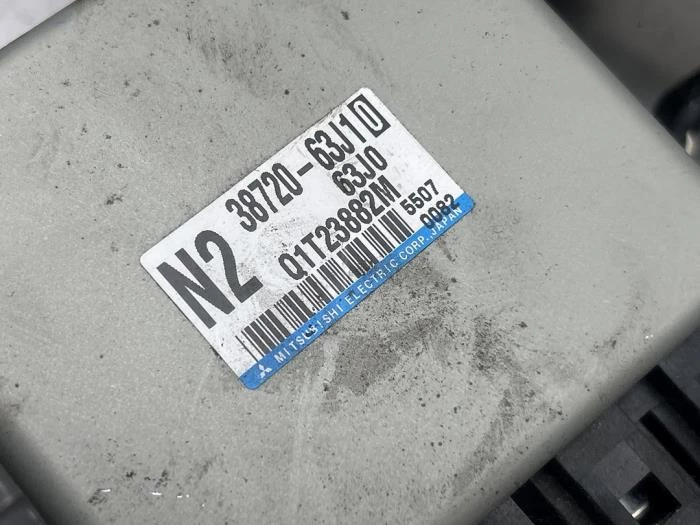 N2
38720-63J10
63J0
Q1T23882M
5507
0082
MITSUBISHI ELECTRIC CORP., JAPAN